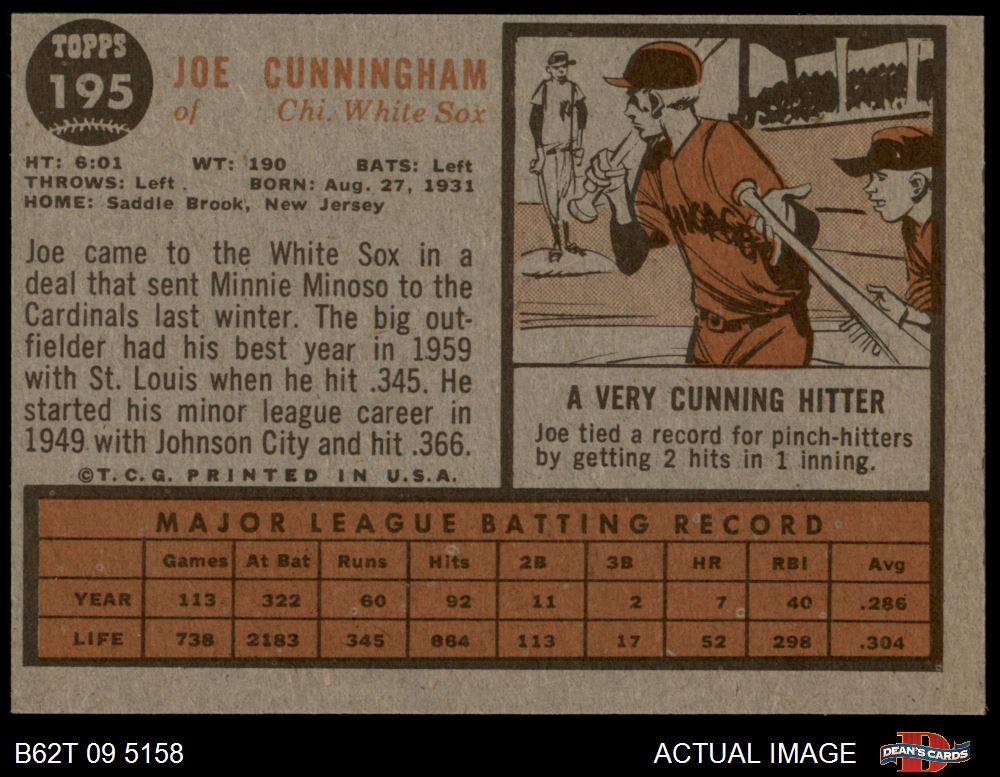 TOPPS
195
JOE CUNNINGHAM
of Chi. White Sox
HT: 6:01 WT: 190 BATS: Left
THROWS: Left BORN: Aug. 27, 1931
HOME: Saddle Brook, New Jersey
Joe came to the White Sox in a
deal that sent Minnie Minoso to the
Cardinals last winter. The big out-
fielder had his best year in 1959
with St. Louis when he hit .345. He
started his minor league career in
1949 with Johnson City and hit .366.
©T.C.G. PRINTED IN U.S.A.
CHICAGO
A VERY CUNNING HITTER
Joe tied a record for pinch-hitters
by getting 2 hits in 1 inning.
MAJOR LEAGUE BATTING RECORD
Games At Bat Runs Hits 2B 3B HR RBI Avg
YEAR 113 322 60 92 11 2 7 40 .286
LIFE 738 2183 345 664 113 17 52 298 .304
B62T 09 5158
ACTUAL IMAGE
DEAN'S CARDS